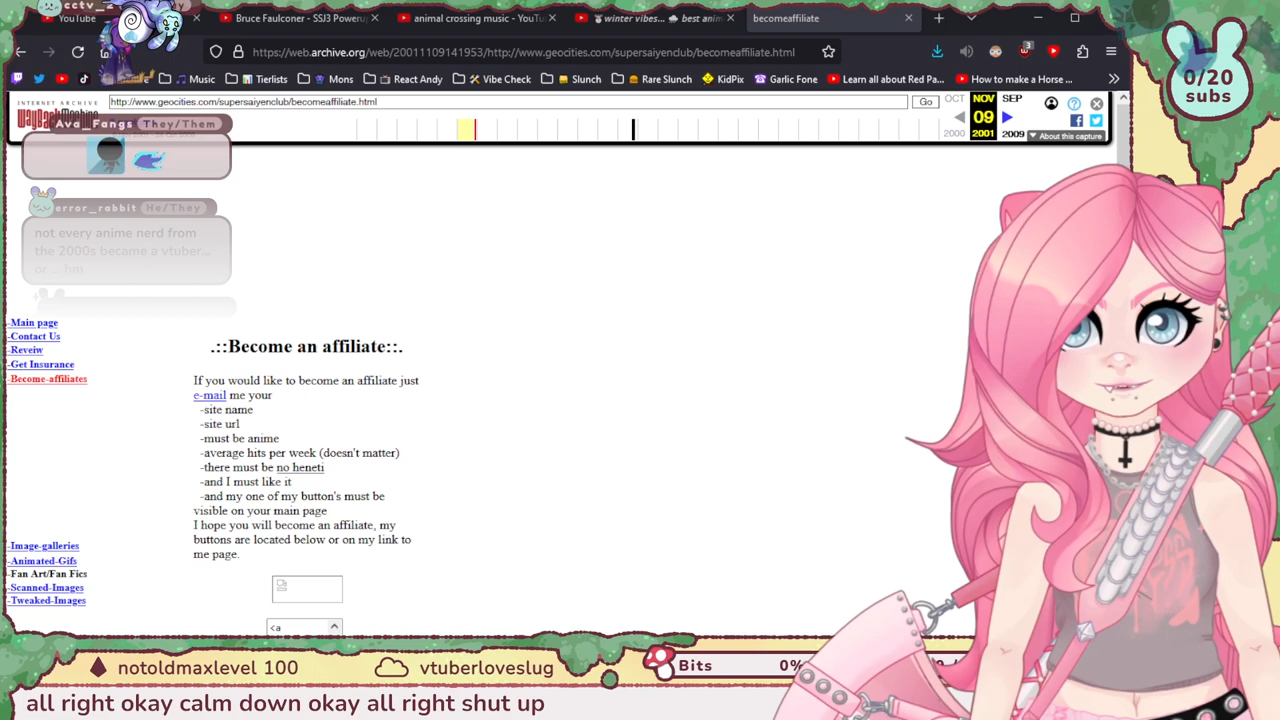 cctv_
YouTube
Bruce Faulconer - SSJ3 Poweru
animal crossing music - YouTu
winter vibes... best anim
becomeaffiliate
https://web.archive.org/web/20011109141953/http://www.geocities.com/supersaiyenclub/becomeaffiliate.html
3
Music
Tierlists
Mons
React Andy
Vibe Check
Slunch
Rare Slunch
KidPix
Garlic Fone
Learn all about Red Pa...
How to make a Horse ...
0/20
subs
INTERNET ARCHIVE
WayBackMachine
http://www.geocities.com/supersaiyenclub/becomeaffiliate.html
Go
OCT
NOV
SEP
09
2000
2001
2009
About this capture
Ava_Fangs They/Them
error_rabbit He/They
not every anime nerd from
the 2000s became a vtuber...
or ... hm
-Main page
-Contact Us
-Reveiw
-Get Insurance
-Become-affiliates
.::Become an affiliate::.
If you would like to become an affiliate just
e-mail me your
-site name
-site url
-must be anime
-average hits per week (doesn't matter)
-there must be no heneti
-and I must like it
-and my one of my button's must be
visible on your main page
I hope you will become an affiliate, my
buttons are located below or on my link to
me page.
<a
-Image-galleries
-Animated-Gifs
-Fan Art/Fan Fics
-Scanned-Images
-Tweaked-Images
notoldmaxlevel 100
vtuberloveslug
Bits
0%
all right okay calm down okay all right shut up